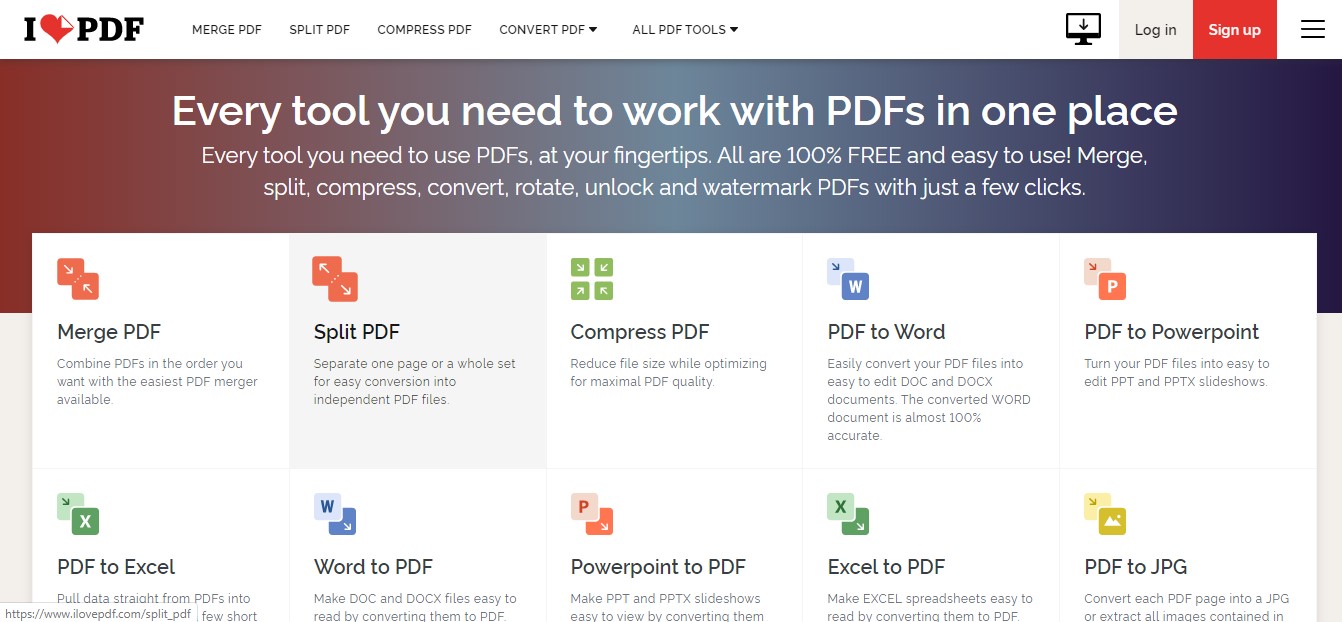 I PDF
MERGE PDF
SPLIT PDF
COMPRESS PDF
CONVERT PDF
ALL PDF TOOLS
Log in
Sign up
Every tool you need to work with PDFs in one place
Every tool you need to use PDFs, at your fingertips. All are 100% FREE and easy to use! Merge,
split, compress, convert, rotate, unlock and watermark PDFs with just a few clicks.
Merge PDF
Combine PDFs in the order you
want with the easiest PDF merger
available.
Split PDF
Separate one page or a whole set
for easy conversion into
independent PDF files.
Compress PDF
Reduce file size while optimizing
for maximal PDF quality.
W
PDF to Word
Easily convert your PDF files into
easy to edit DOC and DOCX
documents. The converted WORD
document is almost 100%
accurate.
P
PDF to Powerpoint
Turn your PDF files into easy to
edit PPT and PPTX slideshows.
X
PDF to Excel
Pull data straight from PDFs into
few short
W
Word to PDF
Make DOC and DOCX files easy to
read by converting them to PDF.
P
Powerpoint to PDF
Make PPT and PPTX slideshows
easy to view by converting them
X
Excel to PDF
Make EXCEL spreadsheets easy to
read by converting them to PDF.
PDF to JPG
Convert each PDF page into a JPG
or extract all images contained in
https://www.ilovepdf.com/split_pdf